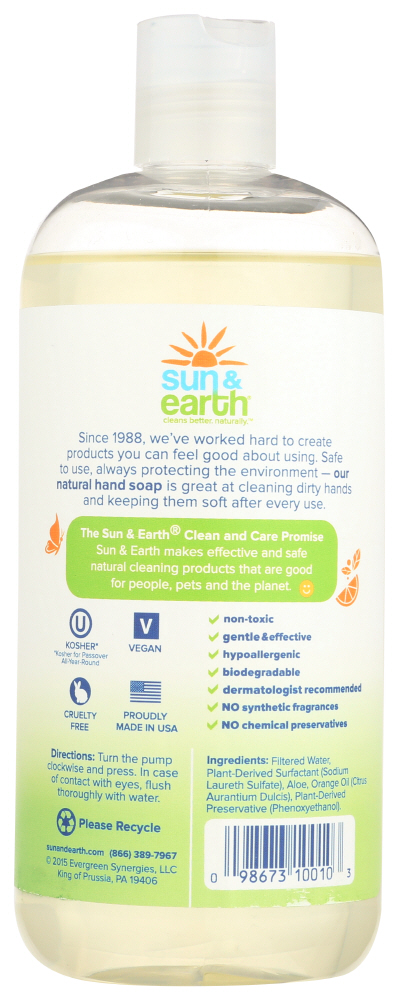 sun &
earth®
cleans better. naturally.™
Since 1988, we've worked hard to create
products you can feel good about using. Safe
to use, always protecting the environment — our
natural hand soap is great at cleaning dirty hands
and keeping them soft after every use.
The Sun & Earth® Clean and Care Promise
Sun & Earth makes effective and safe
natural cleaning products that are good
for people, pets and the planet.
U
KOSHER*
*Kosher for Passover
All-Year-Round
V
VEGAN
CRUELTY
FREE
PROUDLY
MADE IN USA
non-toxic
gentle & effective
hypoallergenic
biodegradable
dermatologist recommended
NO synthetic fragrances
NO chemical preservatives
Directions: Turn the pump
clockwise and press. In case
of contact with eyes, flush
thoroughly with water.
Please Recycle
sunandearth.com (866) 389-7967
© 2015 Evergreen Synergies, LLC
King of Prussia, PA 19406
Ingredients: Filtered Water,
Plant-Derived Surfactant (Sodium
Laureth Sulfate), Aloe, Orange Oil (Citrus
Aurantium Dulcis), Plant-Derived
Preservative (Phenoxyethanol).
0 98673 10010 3